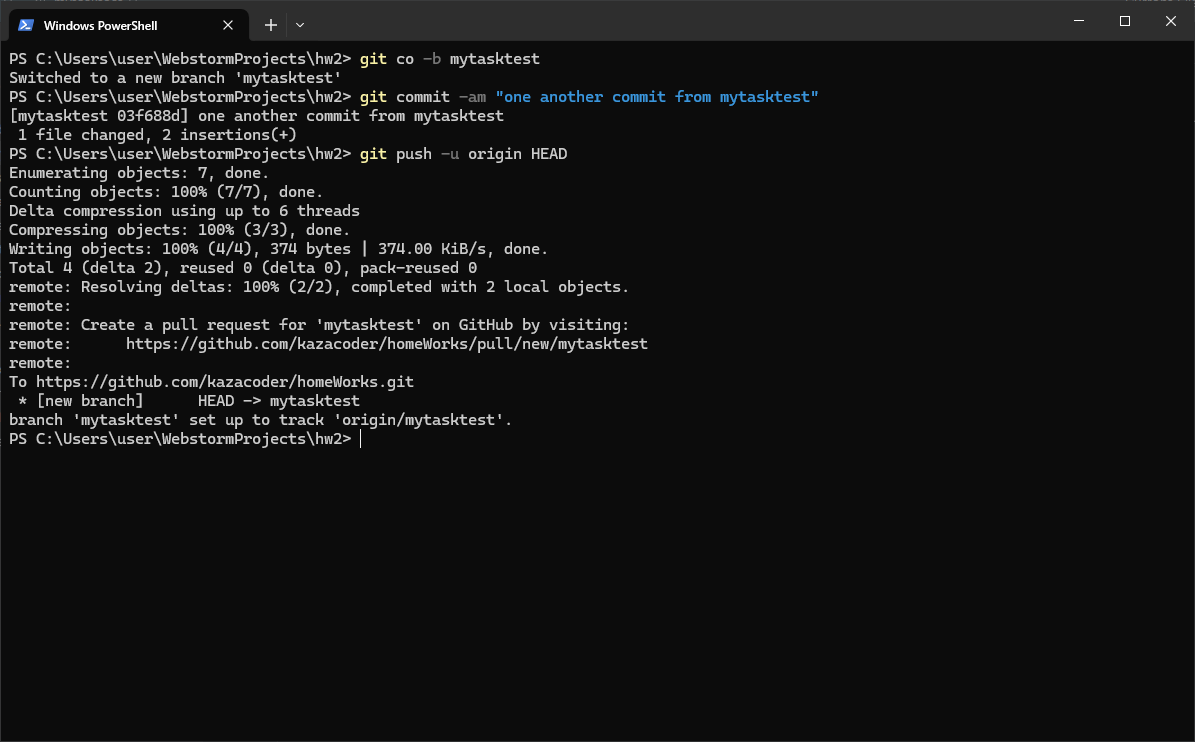 Windows PowerShell
PS C:\Users\user\WebstormProjects\hw2> git co -b mytasktest
Switched to a new branch 'mytasktest'
PS C:\Users\user\WebstormProjects\hw2> git commit -am "one another commit from mytasktest"
[mytasktest 03f688d] one another commit from mytasktest
 1 file changed, 2 insertions(+)
PS C:\Users\user\WebstormProjects\hw2> git push -u origin HEAD
Enumerating objects: 7, done.
Counting objects: 100% (7/7), done.
Delta compression using up to 6 threads
Compressing objects: 100% (3/3), done.
Writing objects: 100% (4/4), 374 bytes | 374.00 KiB/s, done.
Total 4 (delta 2), reused 0 (delta 0), pack-reused 0
remote: Resolving deltas: 100% (2/2), completed with 2 local objects.
remote:
remote: Create a pull request for 'mytasktest' on GitHub by visiting:
remote:      https://github.com/kazacoder/homeWorks/pull/new/mytasktest
remote:
To https://github.com/kazacoder/homeWorks.git
 * [new branch]      HEAD -> mytasktest
branch 'mytasktest' set up to track 'origin/mytasktest'.
PS C:\Users\user\WebstormProjects\hw2>